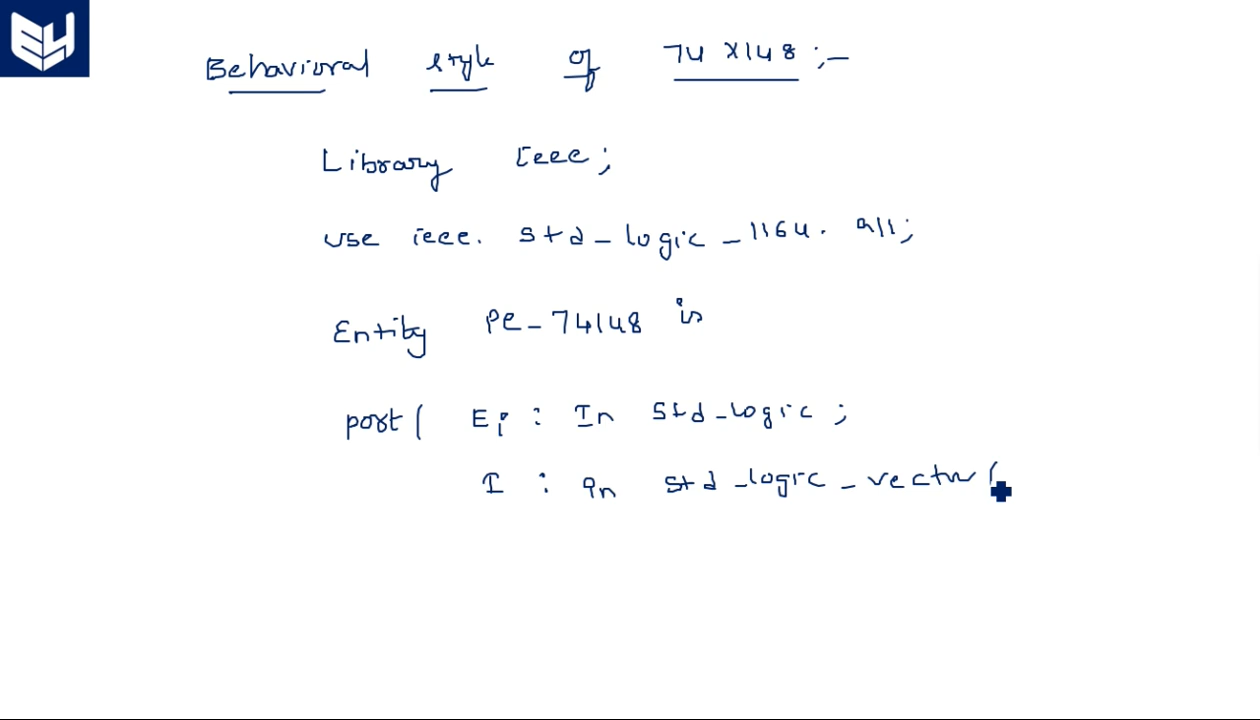 Behavioral style of 74 X148 :-
Library Ieee;
use ieee. std_logic_1164. all;
Entity PE_74148 is
port( Ei : In std_logic ;
I : in std_logic_vector(